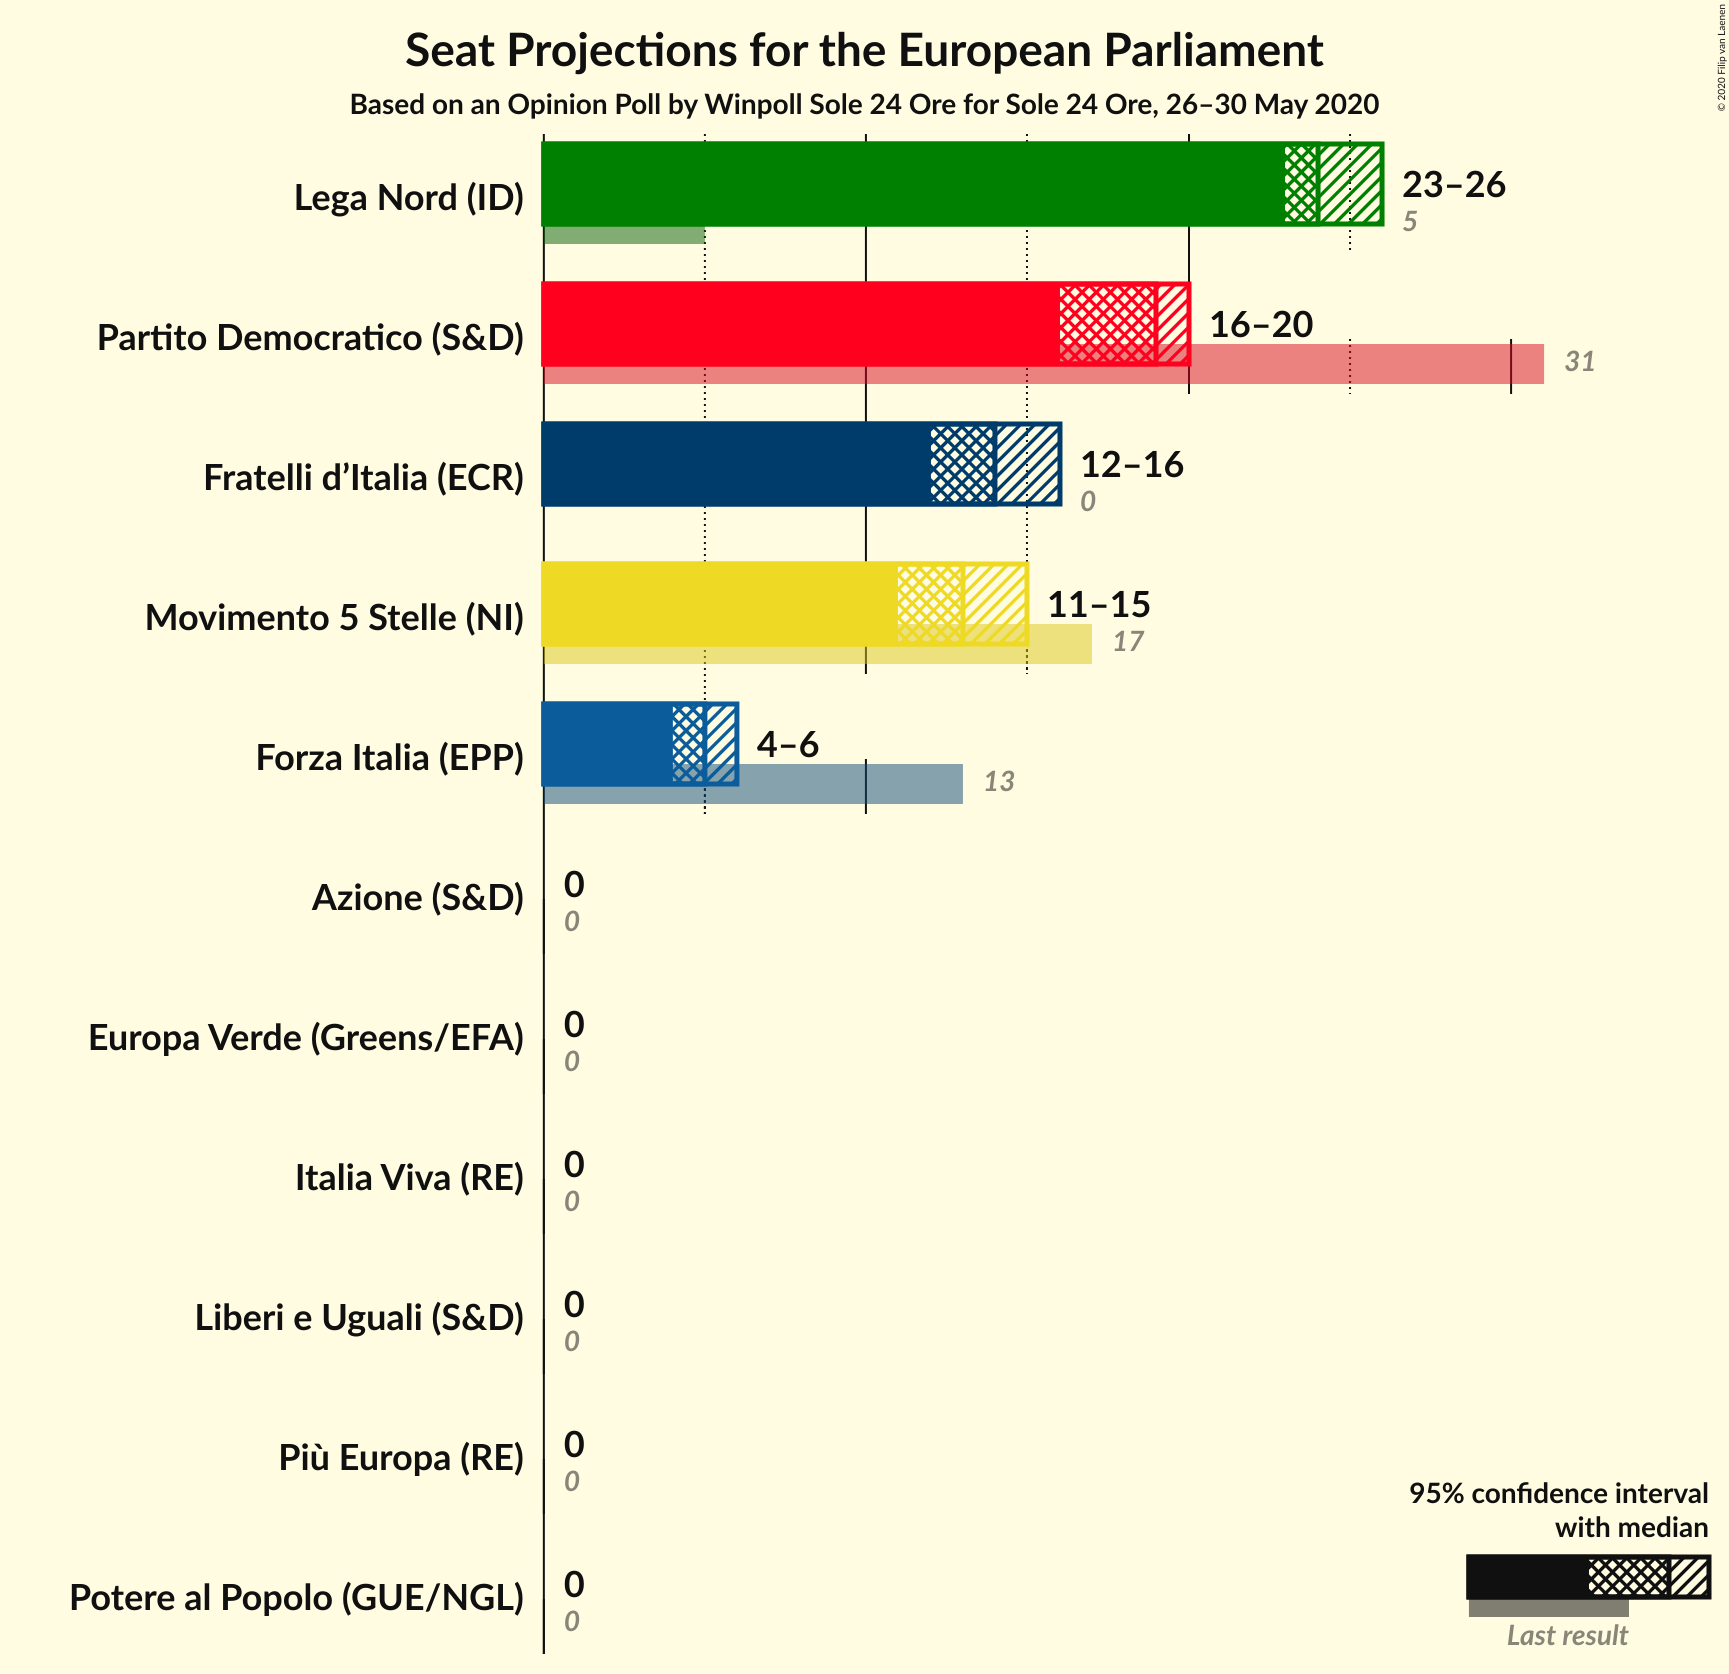 Seat Projections for the European Parliament
Based on an Opinion Poll by Winpoll Sole 24 Ore for Sole 24 Ore, 26–30 May 2020
© 2020 Filip van Laenen
Lega Nord (ID)
23–26
5
Partito Democratico (S&D)
16–20
31
Fratelli d’Italia (ECR)
12–16
0
Movimento 5 Stelle (NI)
11–15
17
Forza Italia (EPP)
4–6
13
Azione (S&D)
0
0
Europa Verde (Greens/EFA)
0
0
Italia Viva (RE)
0
0
Liberi e Uguali (S&D)
0
0
Più Europa (RE)
0
0
Potere al Popolo (GUE/NGL)
0
0
95% confidence interval
with median
Last result